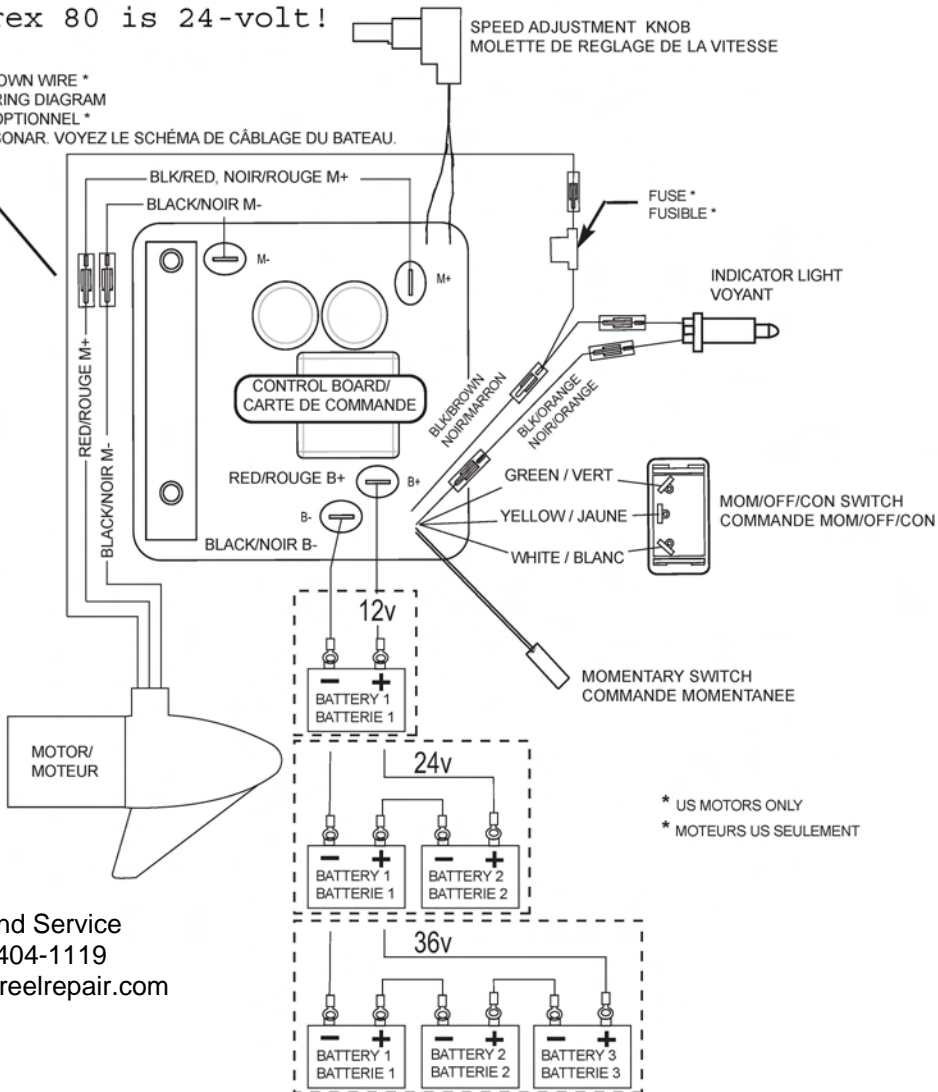 rex 80 is 24-volt!
SPEED ADJUSTMENT KNOB
MOLETTE DE REGLAGE DE LA VITESSE
OWN WIRE *
RING DIAGRAM
OPTIONNEL *
SONAR. VOYEZ LE SCHÉMA DE CÂBLAGE DU BATEAU.
BLK/RED, NOIR/ROUGE M+
BLACK/NOIR M-
M-
M+
FUSE *
FUSIBLE *
INDICATOR LIGHT
VOYANT
RED/ROUGE M+
BLACK/NOIR M-
CONTROL BOARD/
CARTE DE COMMANDE
BLK/BROWN
NOIR/MARRON
BLK/ORANGE
NOIR/ORANGE
RED/ROUGE B+
B+
B-
BLACK/NOIR B-
GREEN / VERT
YELLOW / JAUNE
WHITE / BLANC
MOM/OFF/CON SWITCH
COMMANDE MOM/OFF/CON
MOMENTARY SWITCH
COMMANDE MOMENTANEE
12v
- +
BATTERY 1
BATTERIE 1
MOTOR/
MOTEUR
24v
- +
BATTERY 1
BATTERIE 1
- +
BATTERY 2
BATTERIE 2
* US MOTORS ONLY
* MOTEURS US SEULEMENT
36v
- +
BATTERY 1
BATTERIE 1
- +
BATTERY 2
BATTERIE 2
- +
BATTERY 3
BATTERIE 3
nd Service
404-1119
reelrepair.com